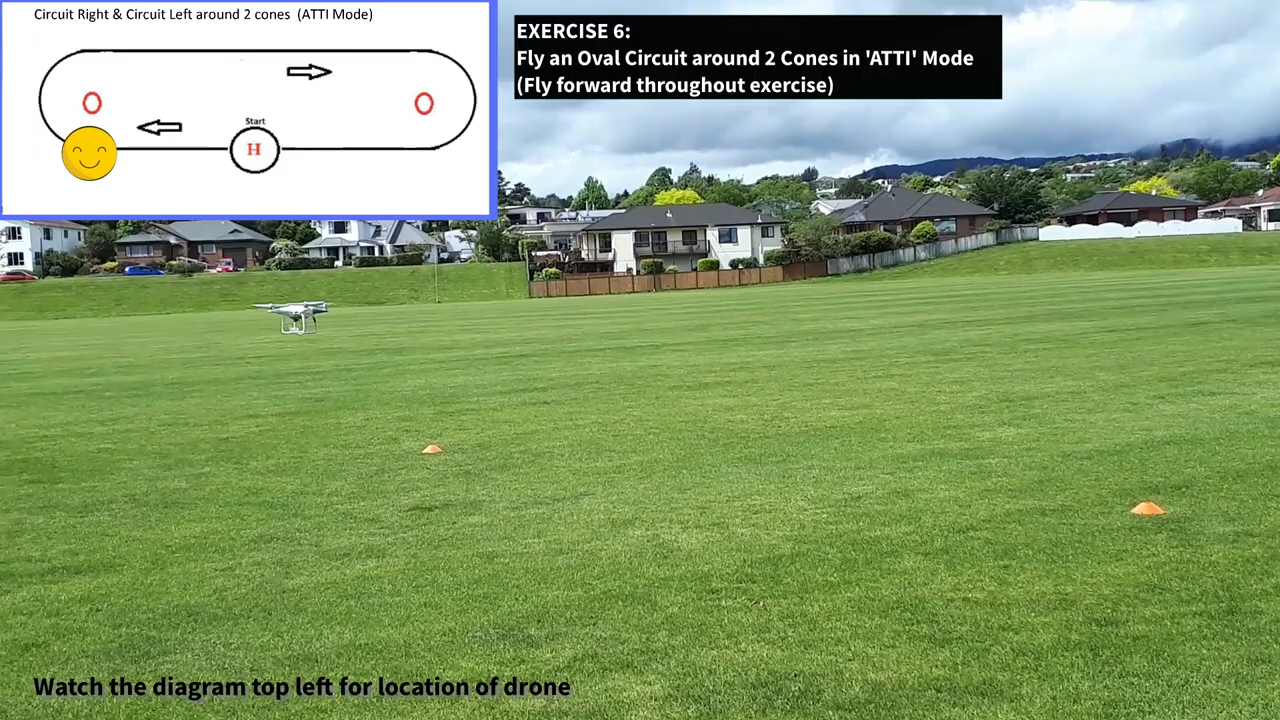 Circuit Right & Circuit Left around 2 cones (ATTI Mode)
Start
H
EXERCISE 6:
Fly an Oval Circuit around 2 Cones in 'ATTI' Mode
(Fly forward throughout exercise)
Watch the diagram top left for location of drone